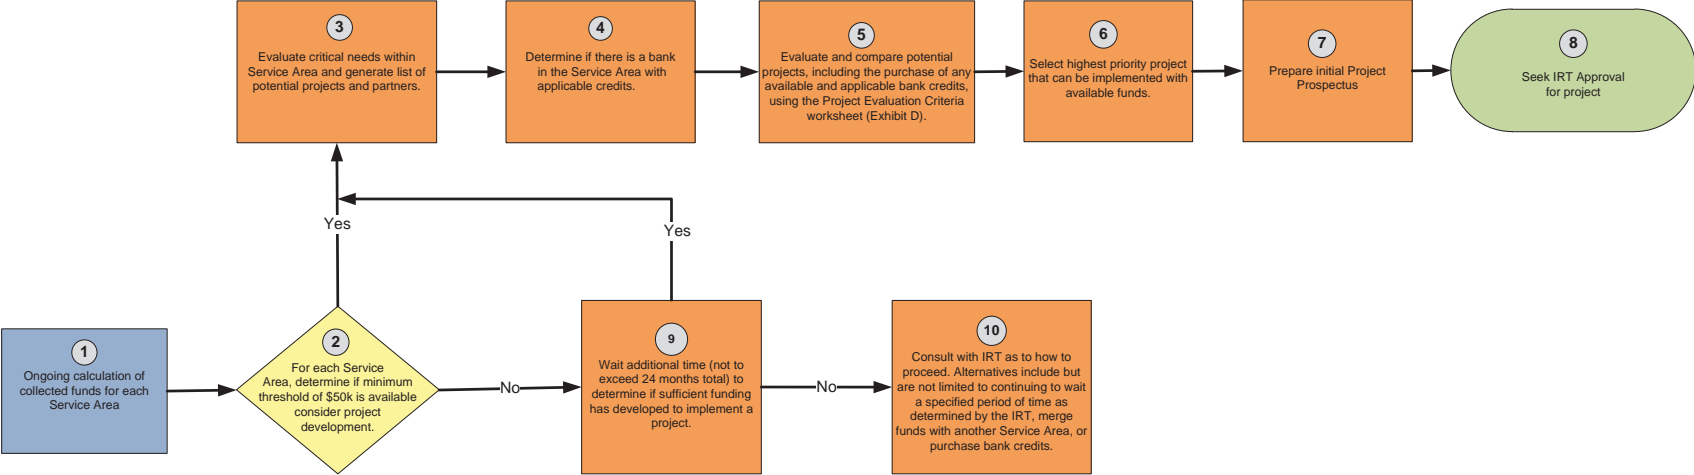 3
Evaluate critical needs within
Service Area and generate list of
potential projects and partners.
4
Determine if there is a bank
in the Service Area with
applicable credits.
5
Evaluate and compare potential
projects, including the purchase of any
available and applicable bank credits,
using the Project Evaluation Criteria
worksheet (Exhibit D).
6
Select highest priority project
that can be implemented with
available funds.
7
Prepare initial Project
Prospectus
8
Seek IRT Approval
for project
Yes
Yes
1
Ongoing calculation of
collected funds for each
Service Area
2
For each Service
Area, determine if minimum
threshold of $50k is available
consider project
development.
No
9
Wait additional time (not to
exceed 24 months total) to
determine if sufficient funding
has developed to implement a
project.
No
10
Consult with IRT as to how to
proceed. Alternatives include but
are not limited to continuing to wait
a specified period of time as
determined by the IRT, merge
funds with another Service Area, or
purchase bank credits.